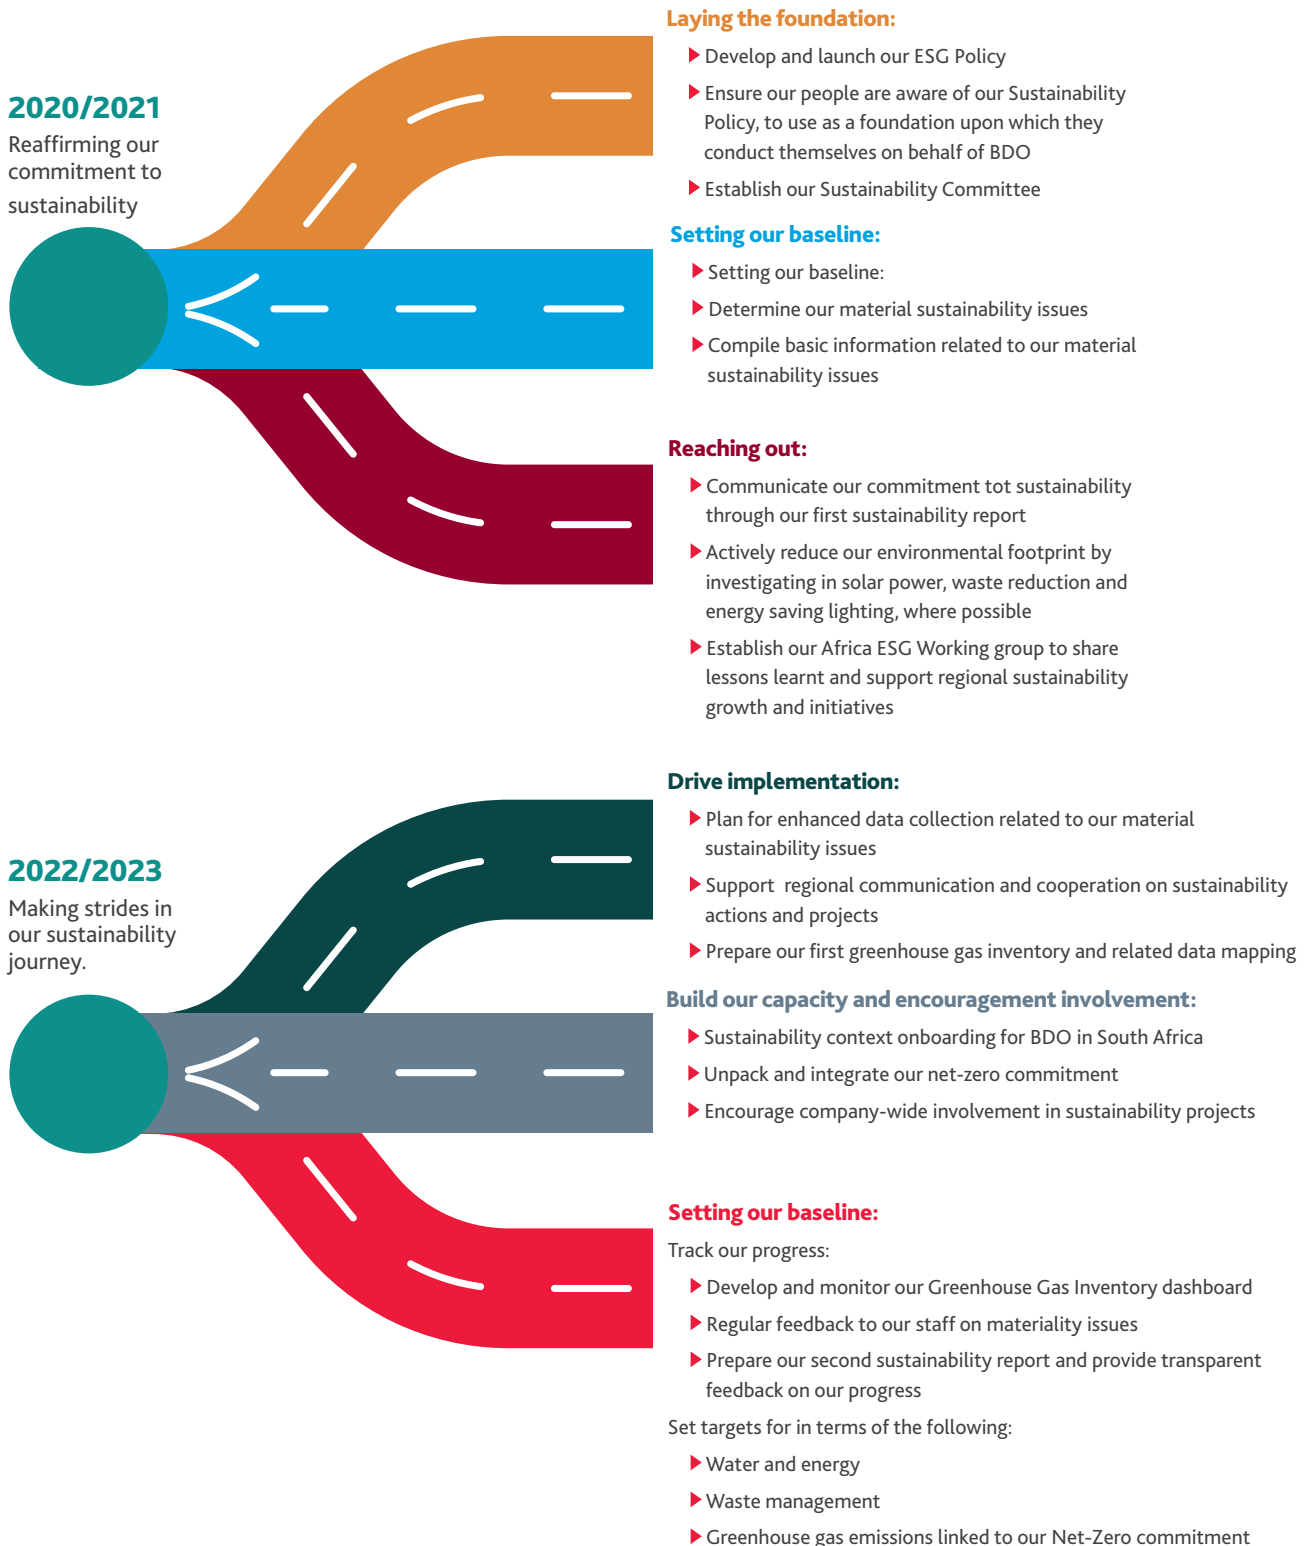 2020/2021
Reaffirming our
commitment to
sustainability
Laying the foundation:
Develop and launch our ESG Policy
Ensure our people are aware of our Sustainability
Policy, to use as a foundation upon which they
conduct themselves on behalf of BDO
Establish our Sustainability Committee
Setting our baseline:
Setting our baseline:
Determine our material sustainability issues
Compile basic information related to our material
sustainability issues
Reaching out:
Communicate our commitment tot sustainability
through our first sustainability report
Actively reduce our environmental footprint by
investigating in solar power, waste reduction and
energy saving lighting, where possible
Establish our Africa ESG Working group to share
lessons learnt and support regional sustainability
growth and initiatives
2022/2023
Making strides in
our sustainability
journey.
Drive implementation:
Plan for enhanced data collection related to our material
sustainability issues
Support  regional communication and cooperation on sustainability
actions and projects
Prepare our first greenhouse gas inventory and related data mapping
Build our capacity and encouragement involvement:
Sustainability context onboarding for BDO in South Africa
Unpack and integrate our net-zero commitment
Encourage company-wide involvement in sustainability projects
Setting our baseline:
Track our progress:
Develop and monitor our Greenhouse Gas Inventory dashboard
Regular feedback to our staff on materiality issues
Prepare our second sustainability report and provide transparent
feedback on our progress
Set targets for in terms of the following:
Water and energy
Waste management
Greenhouse gas emissions linked to our Net-Zero commitment